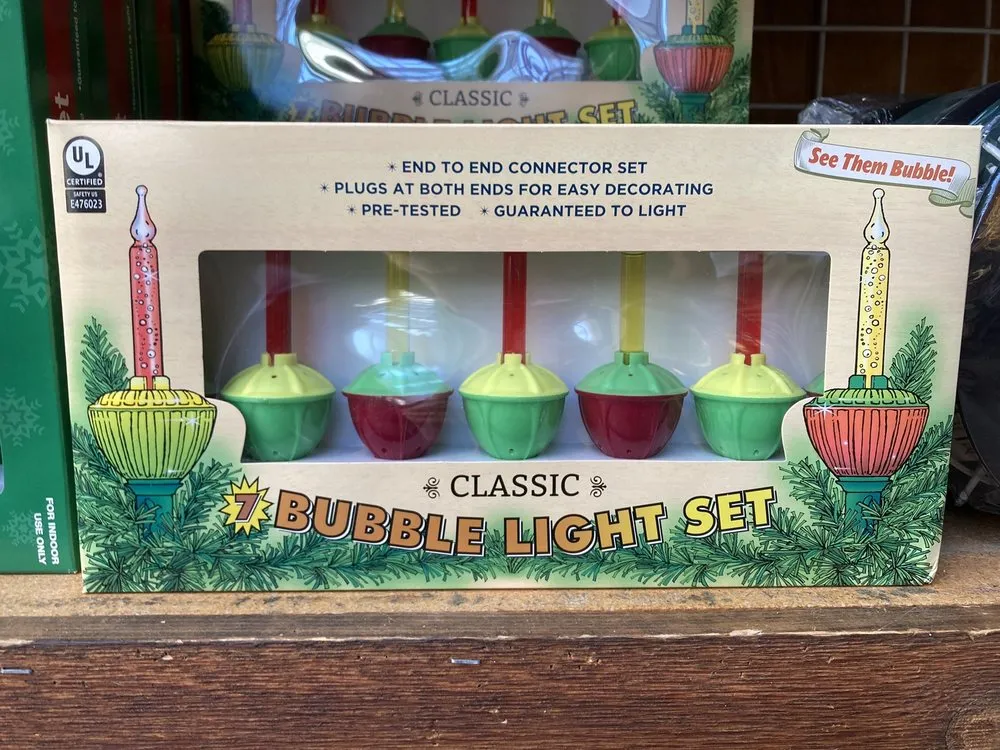 CLASSIC
7 BUBBLE LIGHT SET
UL
CERTIFIED
SAFETY US
E476023
* END TO END CONNECTOR SET
* PLUGS AT BOTH ENDS FOR EASY DECORATING
* PRE-TESTED * GUARANTEED TO LIGHT
See Them Bubble!
CLASSIC
7 BUBBLE LIGHT SET
FOR INDOOR
USE ONLY